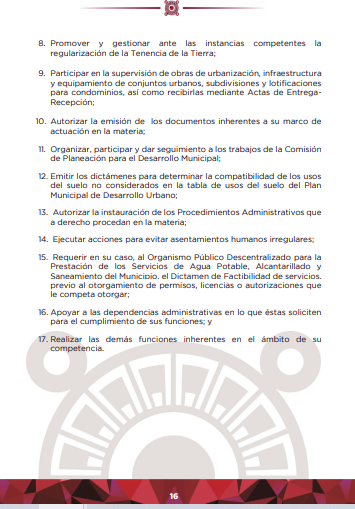 8. Promover y gestionar ante las instancias competentes la
regularización de la Tenencia de la Tierra;
9. Participar en la supervisión de obras de urbanización, infraestructura
y equipamiento de conjuntos urbanos, subdivisiones y lotificaciones
para condominios, así como recibirlas mediante Actas de Entrega-
Recepción;
10. Autorizar la emisión de los documentos inherentes a su marco de
actuación en la materia;
11. Organizar, participar y dar seguimiento a los trabajos de la Comisión
de Planeación para el Desarrollo Municipal;
12. Emitir los dictámenes para determinar la compatibilidad de los usos
del suelo no considerados en la tabla de usos del suelo del Plan
Municipal de Desarrollo Urbano;
13. Autorizar la instauración de los Procedimientos Administrativos que
a derecho procedan en la materia;
14. Ejecutar acciones para evitar asentamientos humanos irregulares;
15. Requerir en su caso, al Organismo Público Descentralizado para la
Prestación de los Servicios de Agua Potable, Alcantarillado y
Saneamiento del Municipio. el Dictamen de Factibilidad de servicios.
previo al otorgamiento de permisos, licencias o autorizaciones que
le competa otorgar;
16. Apoyar a las dependencias administrativas en lo que éstas soliciten
para el cumplimiento de sus funciones; y
17. Realizar las demás funciones inherentes en el ámbito de su
competencia.
16